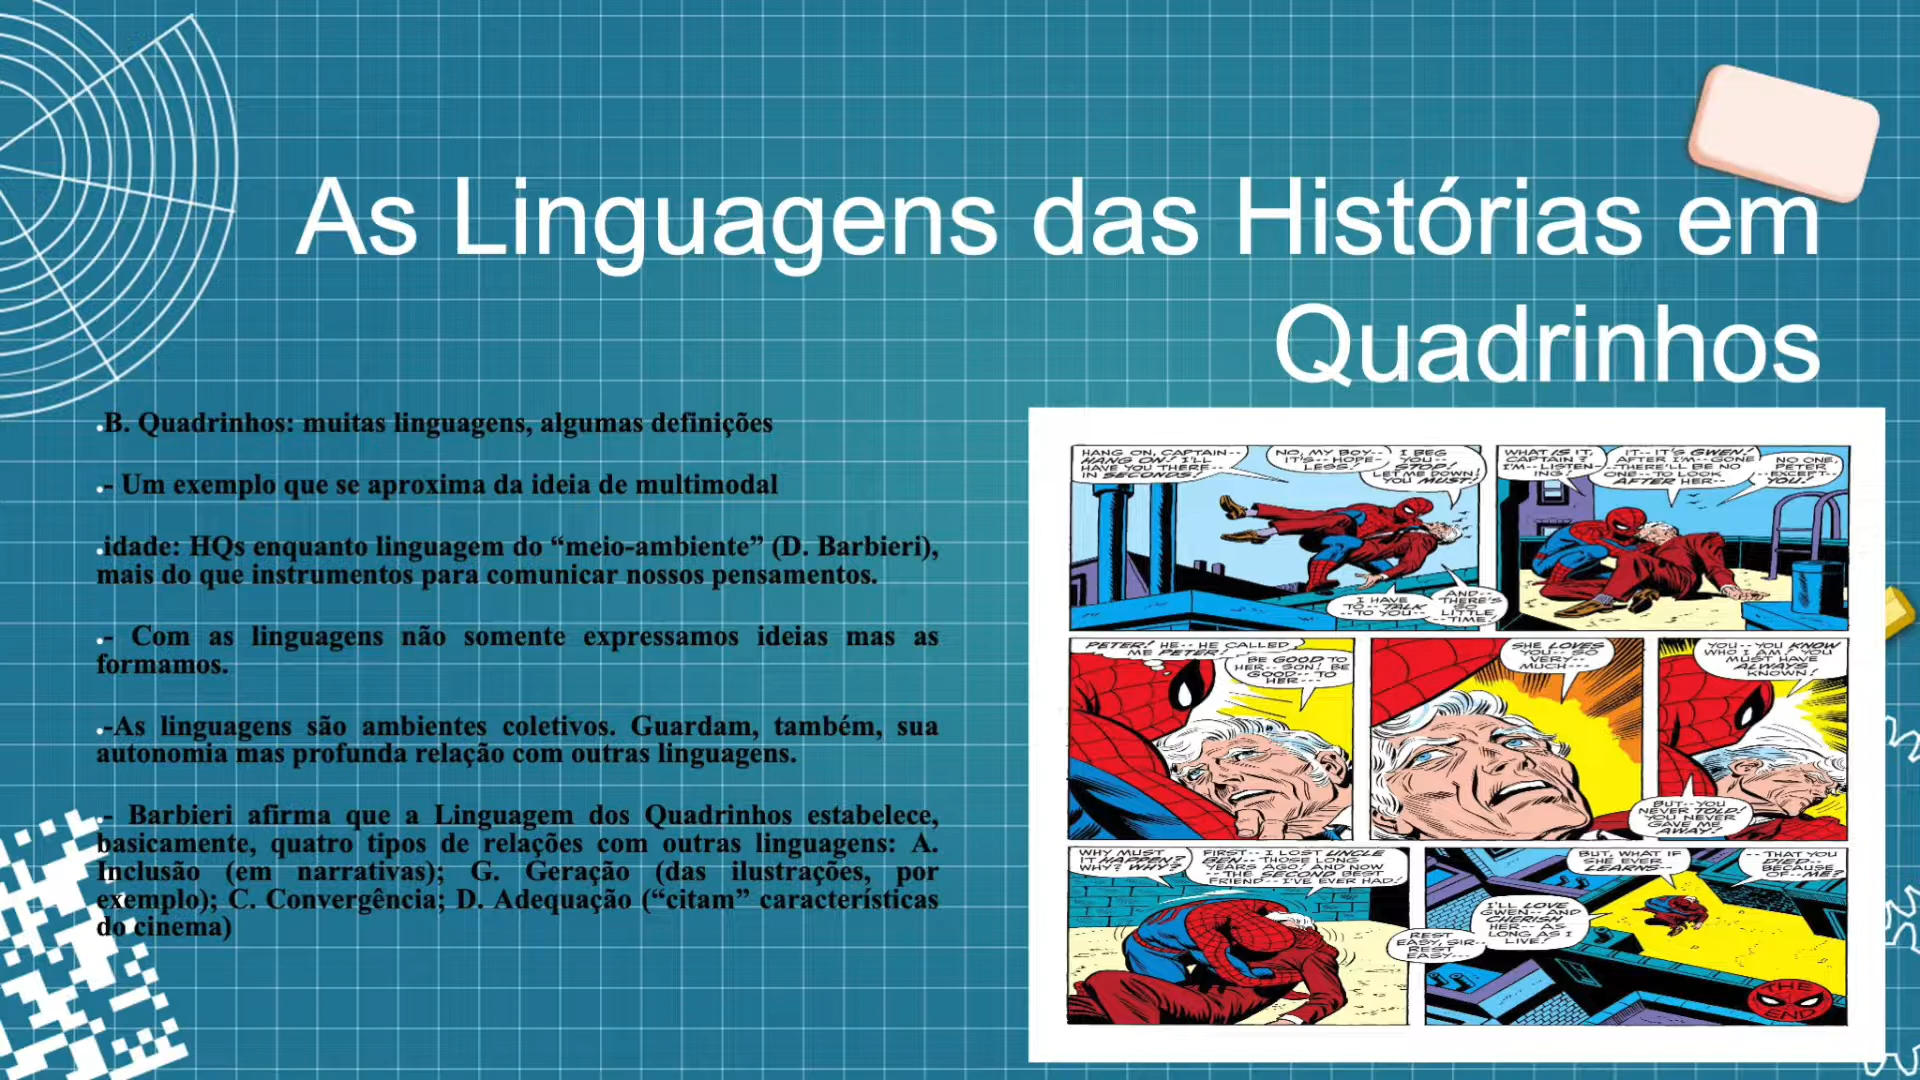 As Linguagens das Histórias em
Quadrinhos
.B. Quadrinhos: muitas linguagens, algumas definições
.- Um exemplo que se aproxima da ideia de multimodal
.idade: HQs enquanto linguagem do “meio-ambiente” (D. Barbieri),
mais do que instrumentos para comunicar nossos pensamentos.
.- Com as linguagens não somente expressamos ideias mas as
formamos.
.-As linguagens são ambientes coletivos. Guardam, também, sua
autonomia mas profunda relação com outras linguagens.
.- Barbieri afirma que a Linguagem dos Quadrinhos estabelece,
basicamente, quatro tipos de relações com outras linguagens: A.
Inclusão (em narrativas); G. Geração (das ilustrações, por
exemplo); C. Convergência; D. Adequação (“citam” características
do cinema)
HANG ON, CAPTAIN--
HANG ON! I'LL
HAVE YOU THERE--
IN SECONDS!
NO, MY BOY--
IT'S--HOPE-
LESS!
I BEG
YOU--
STOP!
LET ME DOWN!
YOU MUST!
I HAVE
TO--TALK
--TO YOU--
AND--
THERE'S
SO
LITTLE
--TIME!
WHAT IS IT,
CAPTAIN?
I'M--LISTEN-
ING!
IT--IT'S GWEN!
AFTER I'M--GONE
--THERE'LL BE NO
ONE--TO LOOK
AFTER HER--
NO ONE,
PETER
--EXCEPT--
YOU!
PETER! HE--HE CALLED
ME PETER!
BE GOOD TO
HER--SON! BE
GOOD--TO
HER---
SHE LOVES
YOU--SO
VERY--
MUCH---
YOU--YOU KNOW
WHO I AM! YOU
MUST HAVE
ALWAYS
KNOWN!
BUT--YOU
NEVER TOLD!
YOU NEVER
GAVE ME
AWAY!
WHY MUST
IT HAPPEN?
WHY? WHY?
FIRST--I LOST UNCLE
BEN--THOSE LONG
YEARS AGO! AND NOW
--THE SECOND BEST
FRIEND--I'VE EVER HAD!
BUT, WHAT IF
SHE EVER
LEARNS--
--THAT YOU
DIED--
BECAUSE
OF--ME?
I'LL LOVE
GWEN--AND
CHERISH
HER--AS
LONG AS I
LIVE!
REST
EASY, SIR--
REST
EASY---
THE
END